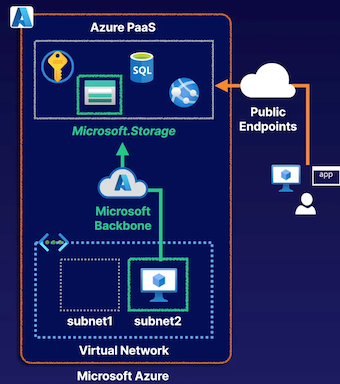 Azure PaaS
SQL
Microsoft.Storage
Public
Endpoints
app
Microsoft
Backbone
subnet1
subnet2
Virtual Network
Microsoft Azure